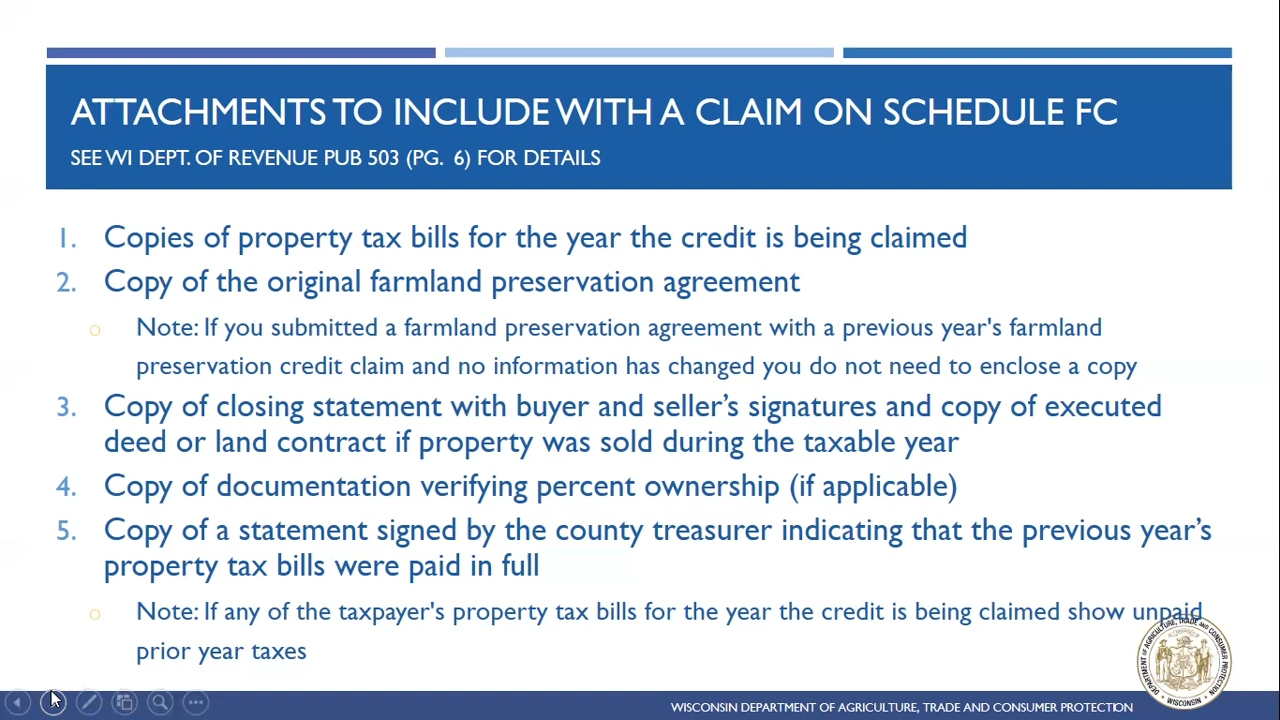 ATTACHMENTS TO INCLUDE WITH A CLAIM ON SCHEDULE FC
SEE WI DEPT. OF REVENUE PUB 503 (PG. 6) FOR DETAILS
1. Copies of property tax bills for the year the credit is being claimed
2. Copy of the original farmland preservation agreement
o Note: If you submitted a farmland preservation agreement with a previous year's farmland
preservation credit claim and no information has changed you do not need to enclose a copy
3. Copy of closing statement with buyer and seller’s signatures and copy of executed
deed or land contract if property was sold during the taxable year
4. Copy of documentation verifying percent ownership (if applicable)
5. Copy of a statement signed by the county treasurer indicating that the previous year’s
property tax bills were paid in full
o Note: If any of the taxpayer's property tax bills for the year the credit is being claimed show unpaid
prior year taxes
DEPARTMENT OF AGRICULTURE, TRADE AND CONSUMER PROTECTION
WISCONSIN
WISCONSIN DEPARTMENT OF AGRICULTURE, TRADE AND CONSUMER PROTECTION